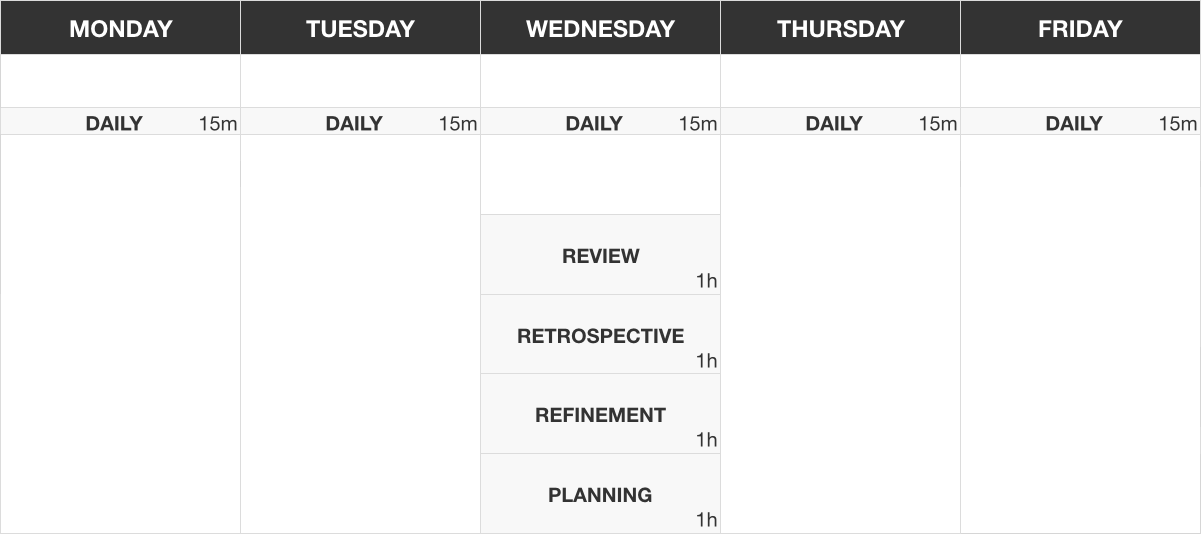 MONDAY TUESDAY WEDNESDAY THURSDAY FRIDAY
DAILY 15m DAILY 15m DAILY 15m DAILY 15m DAILY 15m
REVIEW
1h
RETROSPECTIVE
1h
REFINEMENT
1h
PLANNING
1h